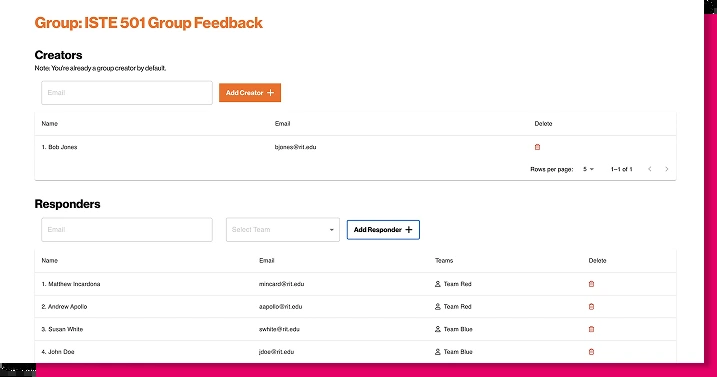 Group: ISTE 501 Group Feedback
Creators
Note: You're already a group creator by default.
Email
Add Creator +
Name Email Delete
1. Bob Jones bjones@rit.edu
Rows per page: 5 1–1 of 1
Responders
Email
Select Team
Add Responder +
Name Email Teams Delete
1. Matthew Incardona mincard@rit.edu Team Red
2. Andrew Apollo aapollo@rit.edu Team Red
3. Susan White swhite@rit.edu Team Blue
4. John Doe jdoe@rit.edu Team Blue